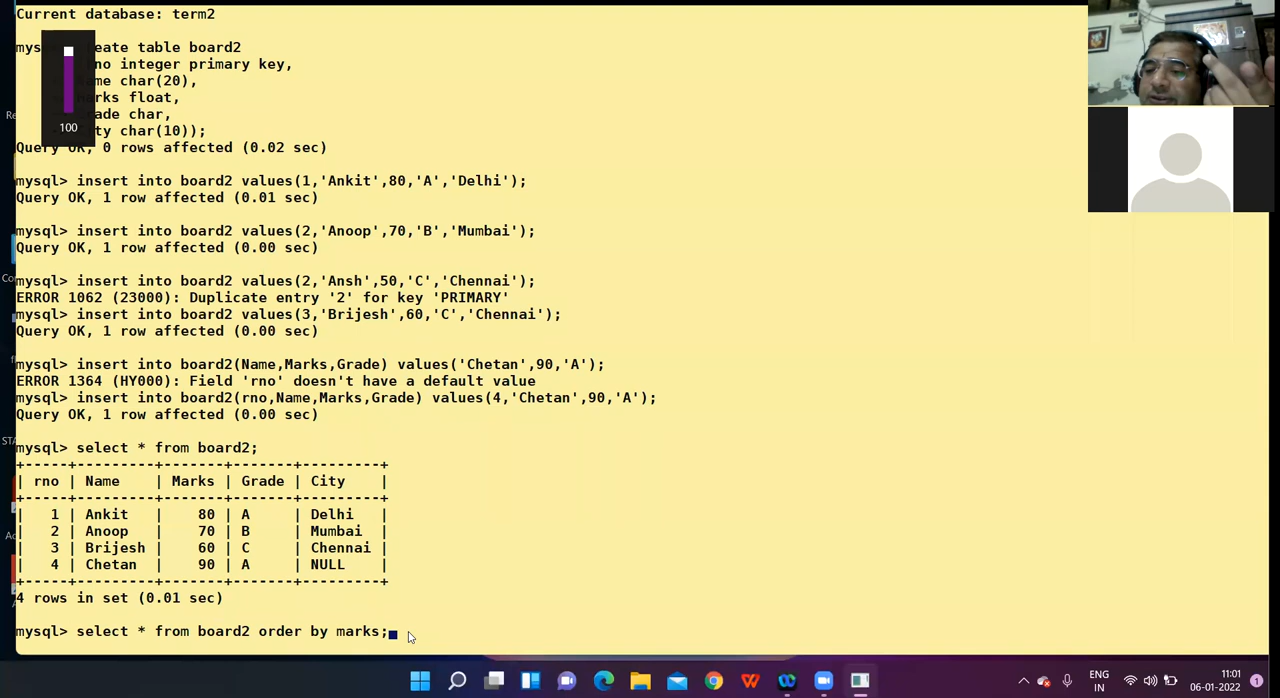 Current database: term2
mysql> create table board2
no integer primary key,
ame char(20),
arks float,
ade char,
ty char(10));
Query OK, 0 rows affected (0.02 sec)
mysql> insert into board2 values(1,'Ankit',80,'A','Delhi');
Query OK, 1 row affected (0.01 sec)
mysql> insert into board2 values(2,'Anoop',70,'B','Mumbai');
Query OK, 1 row affected (0.00 sec)
mysql> insert into board2 values(2,'Ansh',50,'C','Chennai');
ERROR 1062 (23000): Duplicate entry '2' for key 'PRIMARY'
mysql> insert into board2 values(3,'Brijesh',60,'C','Chennai');
Query OK, 1 row affected (0.00 sec)
mysql> insert into board2(Name,Marks,Grade) values('Chetan',90,'A');
ERROR 1364 (HY000): Field 'rno' doesn't have a default value
mysql> insert into board2(rno,Name,Marks,Grade) values(4,'Chetan',90,'A');
Query OK, 1 row affected (0.00 sec)
mysql> select * from board2;
+-----+---------+-------+-------+---------+
| rno | Name    | Marks | Grade | City    |
+-----+---------+-------+-------+---------+
|   1 | Ankit   |    80 | A     | Delhi   |
|   2 | Anoop   |    70 | B     | Mumbai  |
|   3 | Brijesh |    60 | C     | Chennai |
|   4 | Chetan  |    90 | A     | NULL    |
+-----+---------+-------+-------+---------+
4 rows in set (0.01 sec)
mysql> select * from board2 order by marks;
100
ENG
IN
11:01
06-01-2022
1